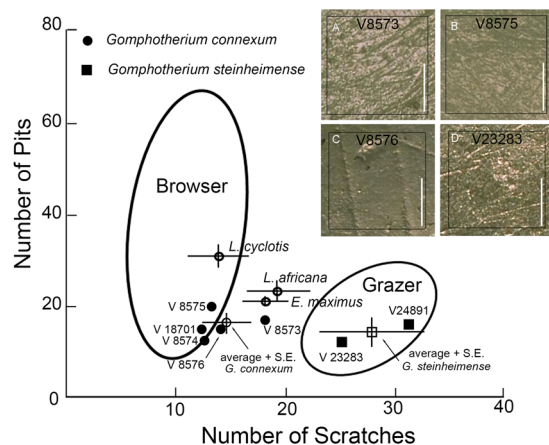 Gomphotherium connexum
Gomphotherium steinheimense
A V8573
B V8575
C V8576
D V23283
Number of Pits
80
60
40
20
0
Browser
L. cyclotis
L. africana
E. maximus
Grazer
V 8575
V 18701
V 8574
V 8576
V 8573
average + S.E.
G. connexum
V24891
V 23283
average + S.E.
G. steinheimense
10
20
30
40
Number of Scratches